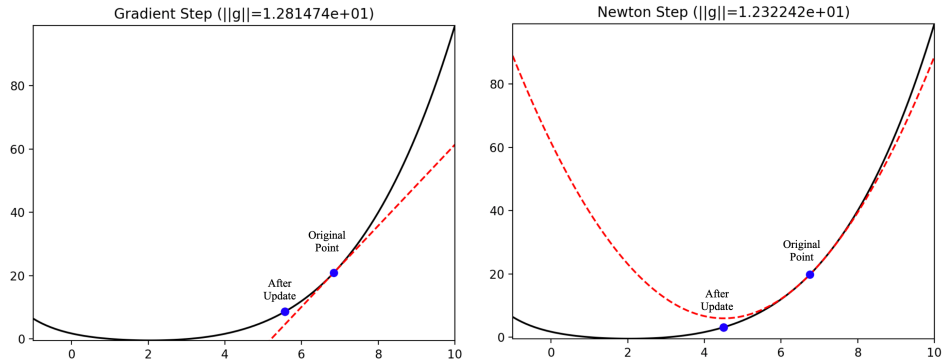 Gradient Step (||g||=1.281474e+01)
80
60
40
20
0
0
2
4
6
8
10
Original
Point
After
Update
Newton Step (||g||=1.232242e+01)
80
60
40
20
0
0
2
4
6
8
10
Original
Point
After
Update